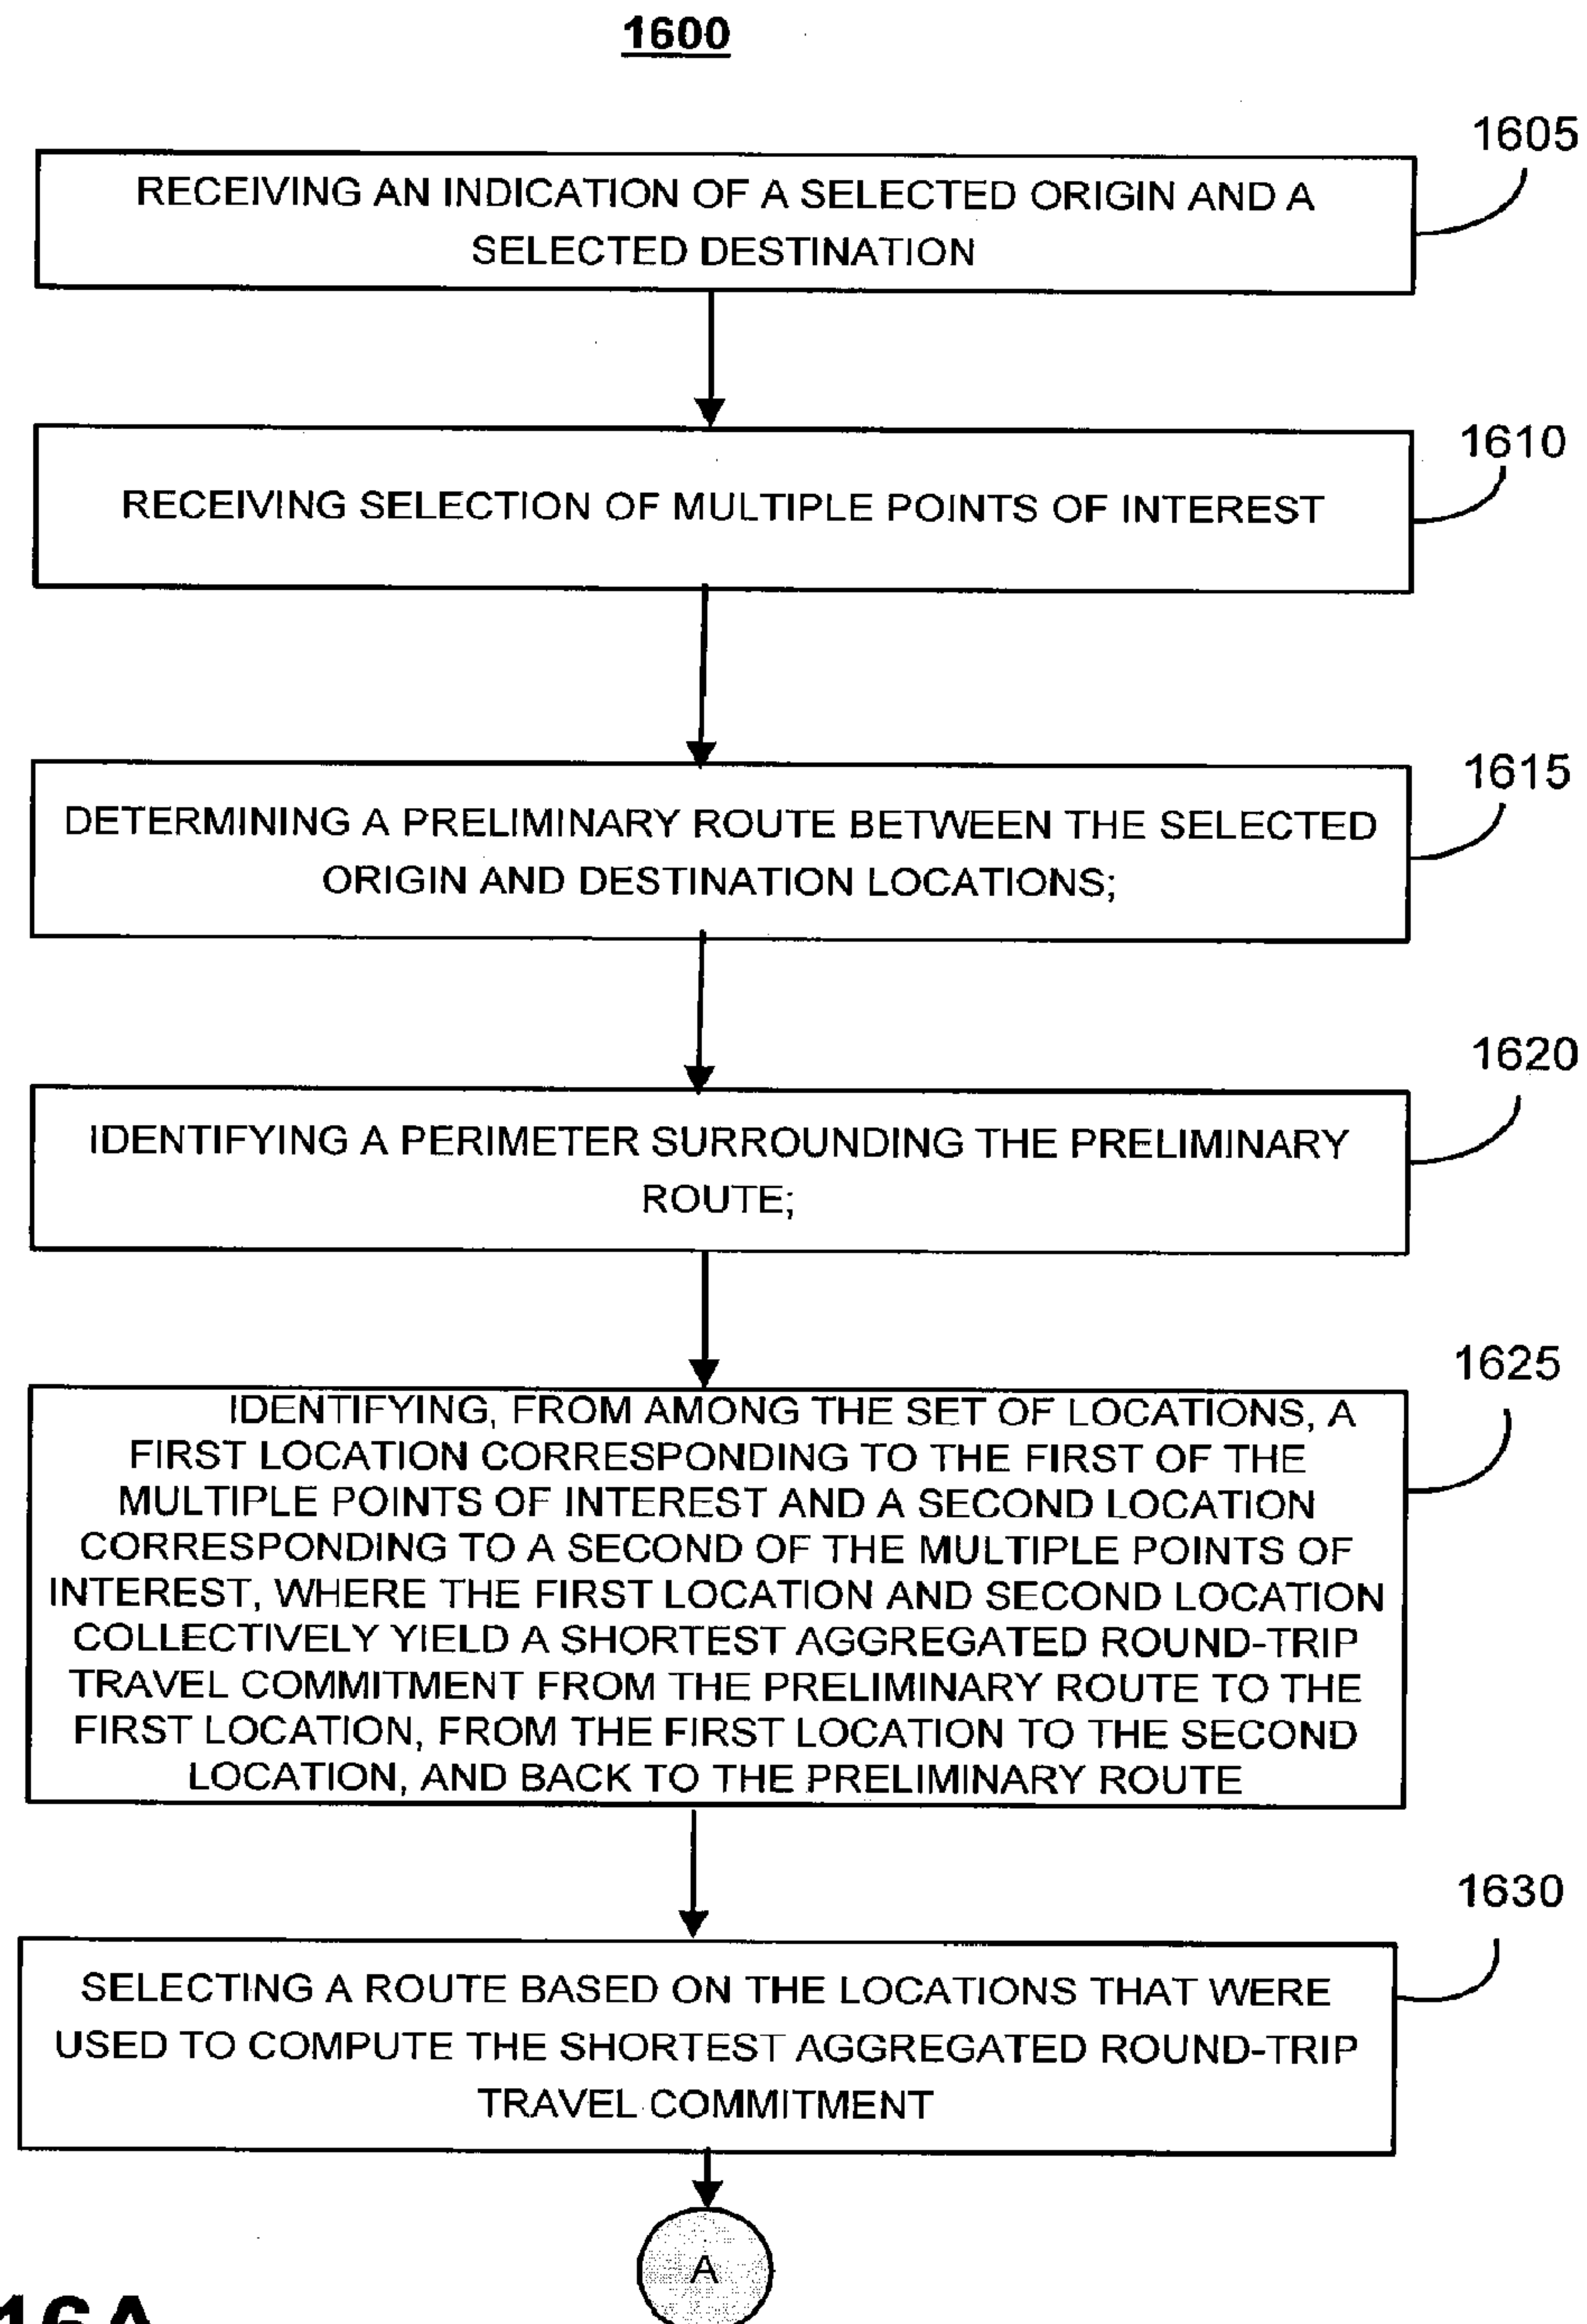 1600
1605
RECEIVING AN INDICATION OF A SELECTED ORIGIN AND A
SELECTED DESTINATION
1610
RECEIVING SELECTION OF MULTIPLE POINTS OF INTEREST
1615
DETERMINING A PRELIMINARY ROUTE BETWEEN THE SELECTED
ORIGIN AND DESTINATION LOCATIONS;
1620
IDENTIFYING A PERIMETER SURROUNDING THE PRELIMINARY
ROUTE;
1625
IDENTIFYING, FROM AMONG THE SET OF LOCATIONS, A
FIRST LOCATION CORRESPONDING TO THE FIRST OF THE
MULTIPLE POINTS OF INTEREST AND A SECOND LOCATION
CORRESPONDING TO A SECOND OF THE MULTIPLE POINTS OF
INTEREST, WHERE THE FIRST LOCATION AND SECOND LOCATION
COLLECTIVELY YIELD A SHORTEST AGGREGATED ROUND-TRIP
TRAVEL COMMITMENT FROM THE PRELIMINARY ROUTE TO THE
FIRST LOCATION, FROM THE FIRST LOCATION TO THE SECOND
LOCATION, AND BACK TO THE PRELIMINARY ROUTE
1630
SELECTING A ROUTE BASED ON THE LOCATIONS THAT WERE
USED TO COMPUTE THE SHORTEST AGGREGATED ROUND-TRIP
TRAVEL COMMITMENT
A
16A